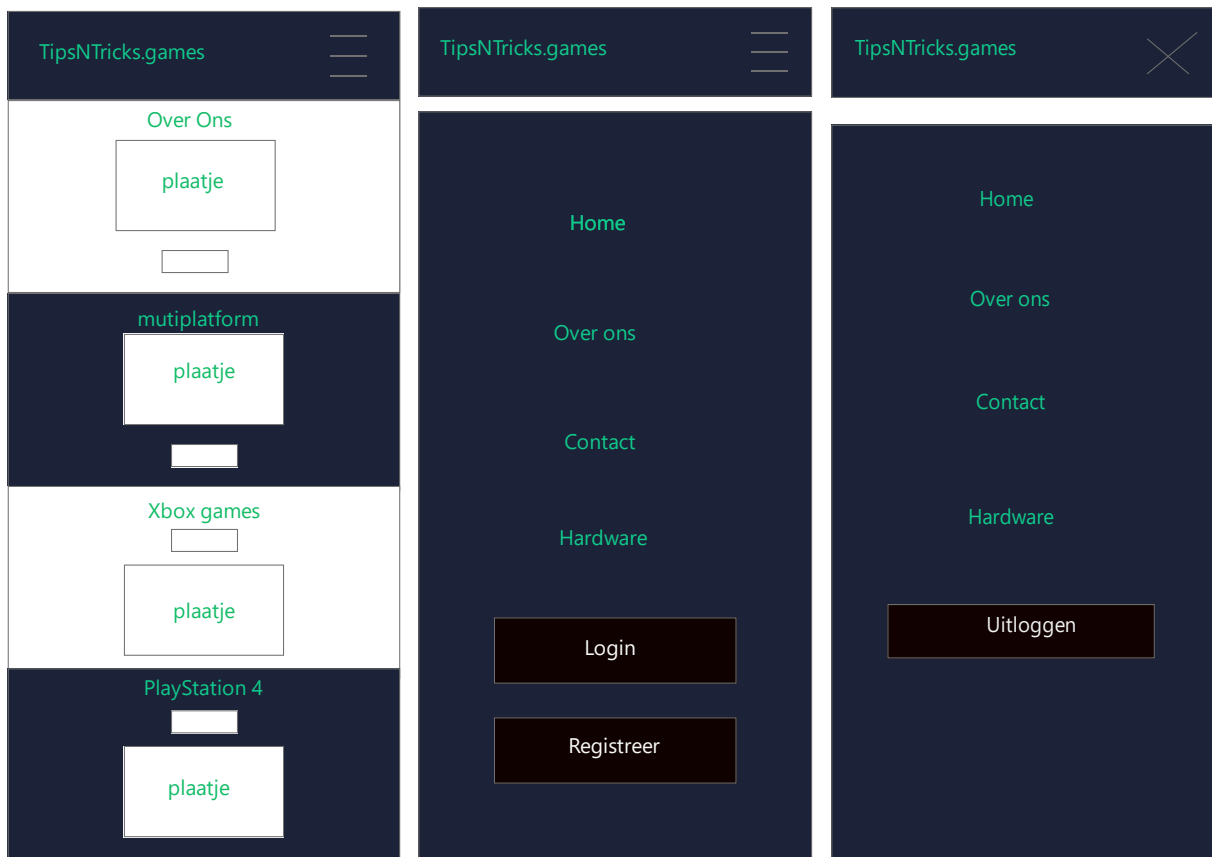 TipsNTricks.games
Over Ons
plaatje
mutiplatform
plaatje
Xbox games
plaatje
PlayStation 4
plaatje
TipsNTricks.games
Home
Over ons
Contact
Hardware
Login
Registreer
TipsNTricks.games
Home
Over ons
Contact
Hardware
Uitloggen